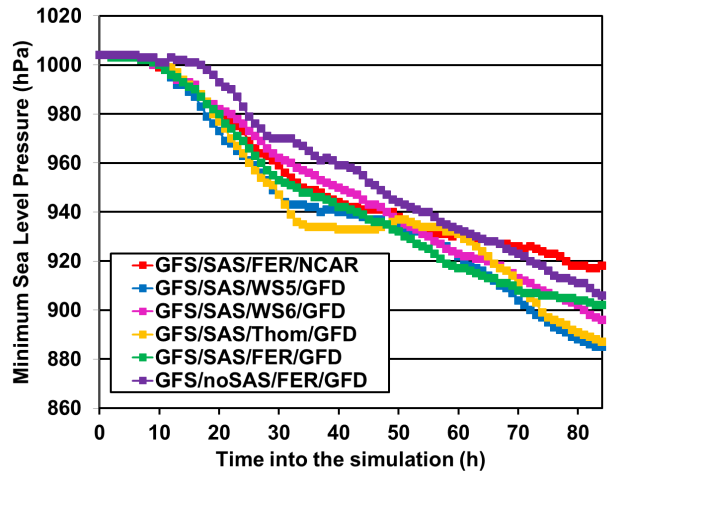 1020
1000
980
960
940
920
900
880
860
Minimum Sea Level Pressure (hPa)
GFS/SAS/FER/NCAR
GFS/SAS/WS5/GFD
GFS/SAS/WS6/GFD
GFS/SAS/Thom/GFD
GFS/SAS/FER/GFD
GFS/noSAS/FER/GFD
0 10 20 30 40 50 60 70 80
Time into the simulation (h)